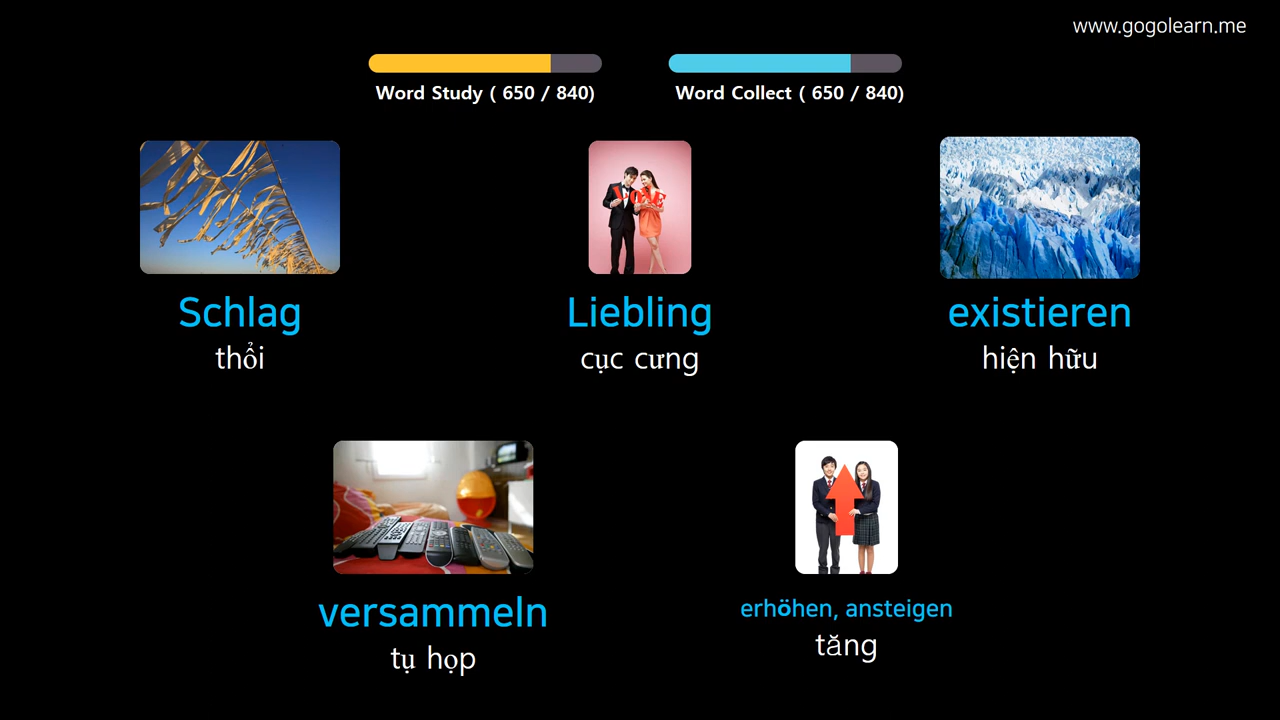 www.gogolearn.me
Word Study ( 650 / 840)
Word Collect ( 650 / 840)
Schlag
thổi
Liebling
cục cưng
existieren
hiện hữu
versammeln
tụ họp
erhöhen, ansteigen
tăng